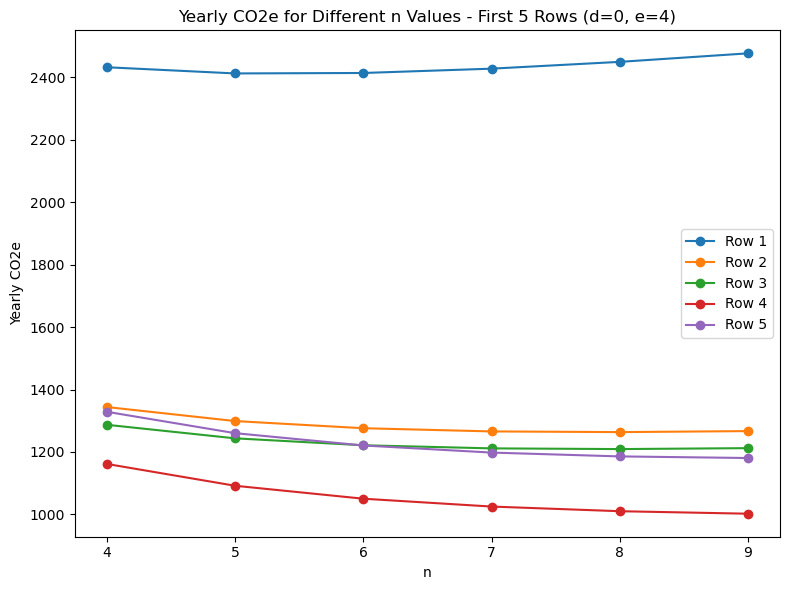 Yearly CO2e for Different n Values - First 5 Rows (d=0, e=4)
Yearly CO2e
2400
2200
2000
1800
1600
1400
1200
1000
Row 1
Row 2
Row 3
Row 4
Row 5
4 5 6 7 8 9
n